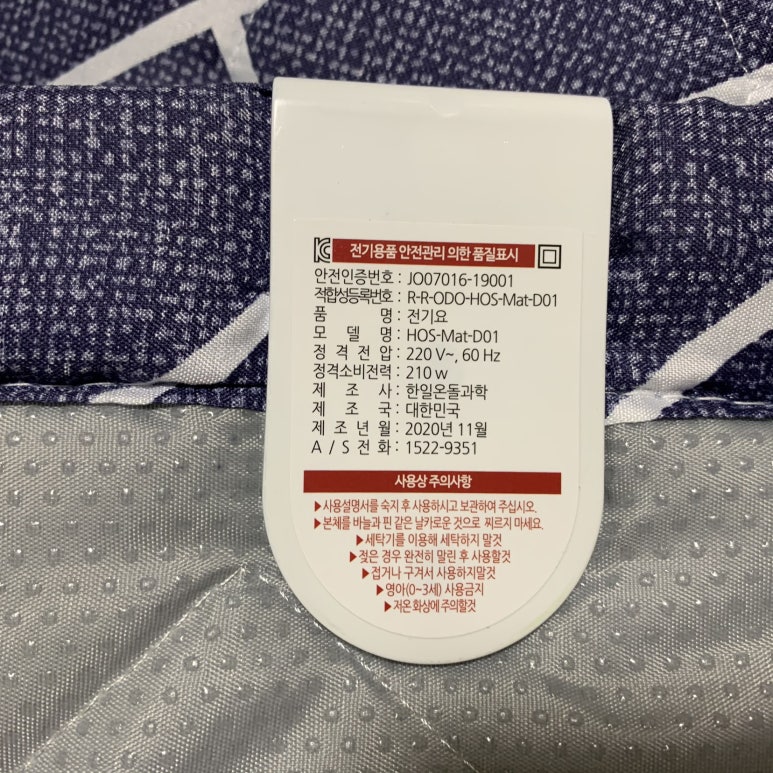 전기용품 안전관리 의한 품질표시
안전인증번호 : JO07016-19001
적합성등록번호 : R-R-ODO-HOS-Mat-D01
품 명 : 전기요
모 델 명 : HOS-Mat-D01
정 격 전 압 : 220 V~, 60 Hz
정격소비전력 : 210 w
제 조 사 : 한일온돌과학
제 조 국 : 대한민국
제 조 년 월 : 2020년 11월
A / S 전 화 : 1522-9351
사용상 주의사항
▶사용설명서를 숙지 후 사용하시고 보관하여 주십시오.
▶본체를 바늘과 핀 같은 날카로운 것으로 찌르지 마세요.
▶세탁기를 이용해 세탁하지 말것
▶젖은 경우 완전히 말린 후 사용할것
▶접거나 구겨서 사용하지말것
▶영아(0~3세) 사용금지
▶저온 화상에 주의할것